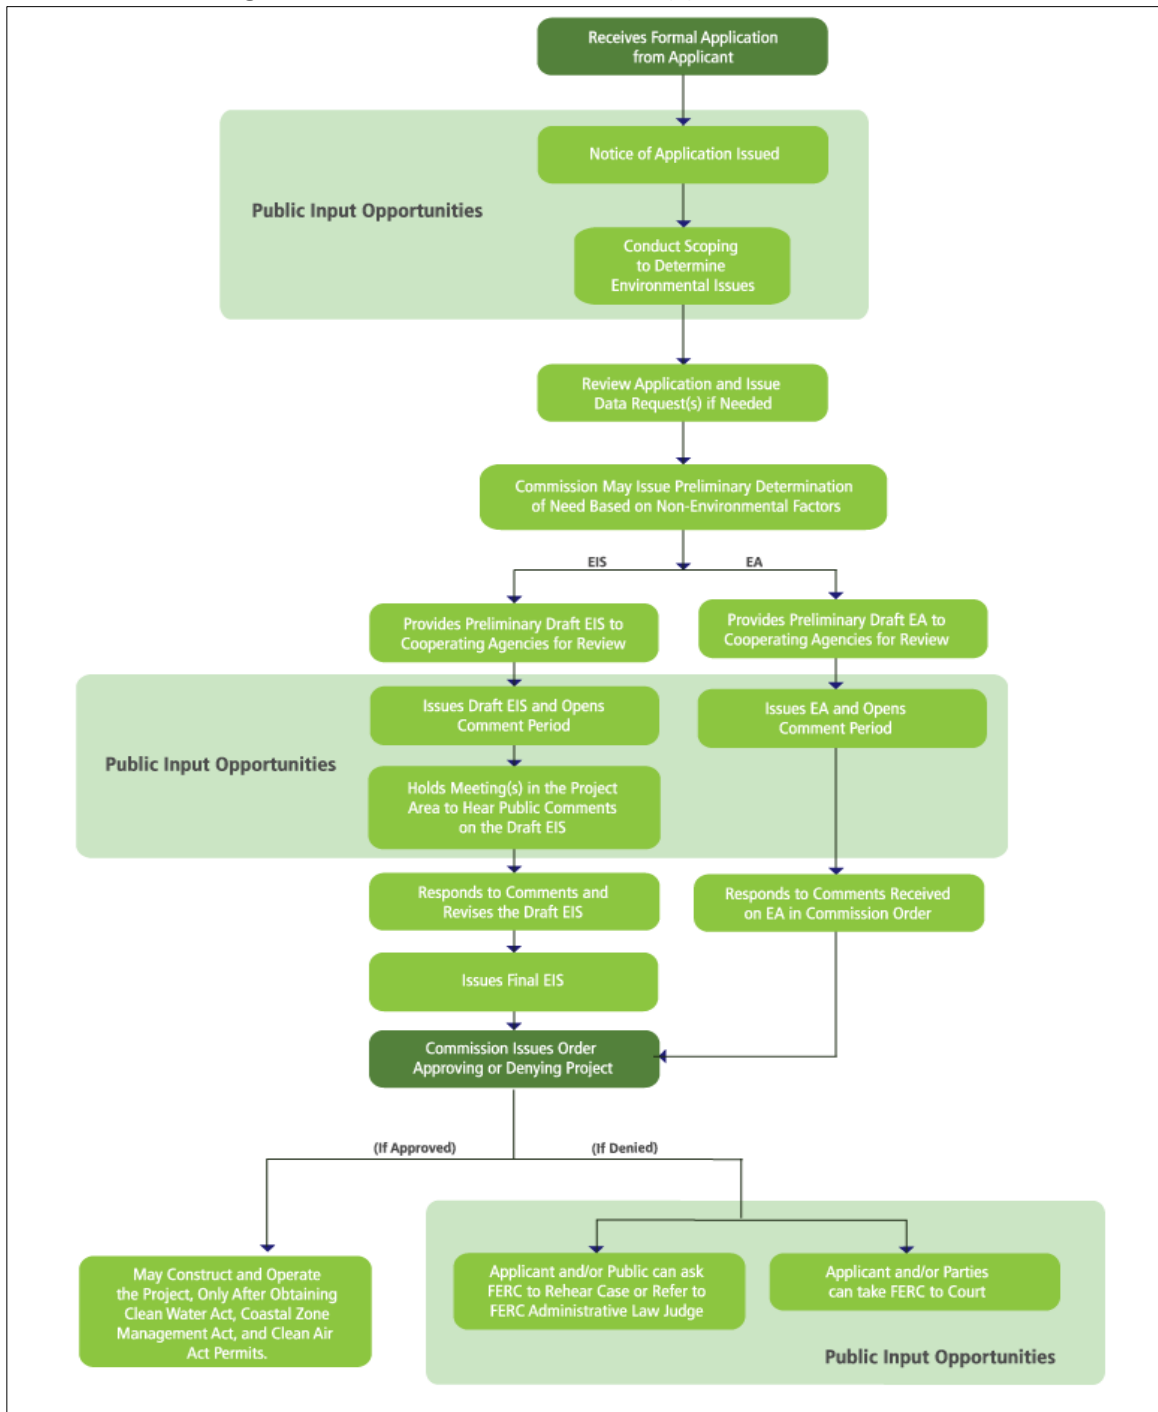 Receives Formal Application
from Applicant
Notice of Application Issued
Public Input Opportunities
Conduct Scoping
to Determine
Environmental Issues
Review Application and Issue
Data Request(s) if Needed
Commission May Issue Preliminary Determination
of Need Based on Non-Environmental Factors
EIS
EA
Provides Preliminary Draft EIS to
Cooperating Agencies for Review
Provides Preliminary Draft EA to
Cooperating Agencies for Review
Issues Draft EIS and Opens
Comment Period
Issues EA and Opens
Comment Period
Public Input Opportunities
Holds Meeting(s) in the Project
Area to Hear Public Comments
on the Draft EIS
Responds to Comments and
Revises the Draft EIS
Responds to Comments Received
on EA in Commission Order
Issues Final EIS
Commission Issues Order
Approving or Denying Project
(If Approved)
(If Denied)
May Construct and Operate
the Project, Only After Obtaining
Clean Water Act, Coastal Zone
Management Act, and Clean Air
Act Permits.
Applicant and/or Public can ask
FERC to Rehear Case or Refer to
FERC Administrative Law Judge
Applicant and/or Parties
can take FERC to Court
Public Input Opportunities